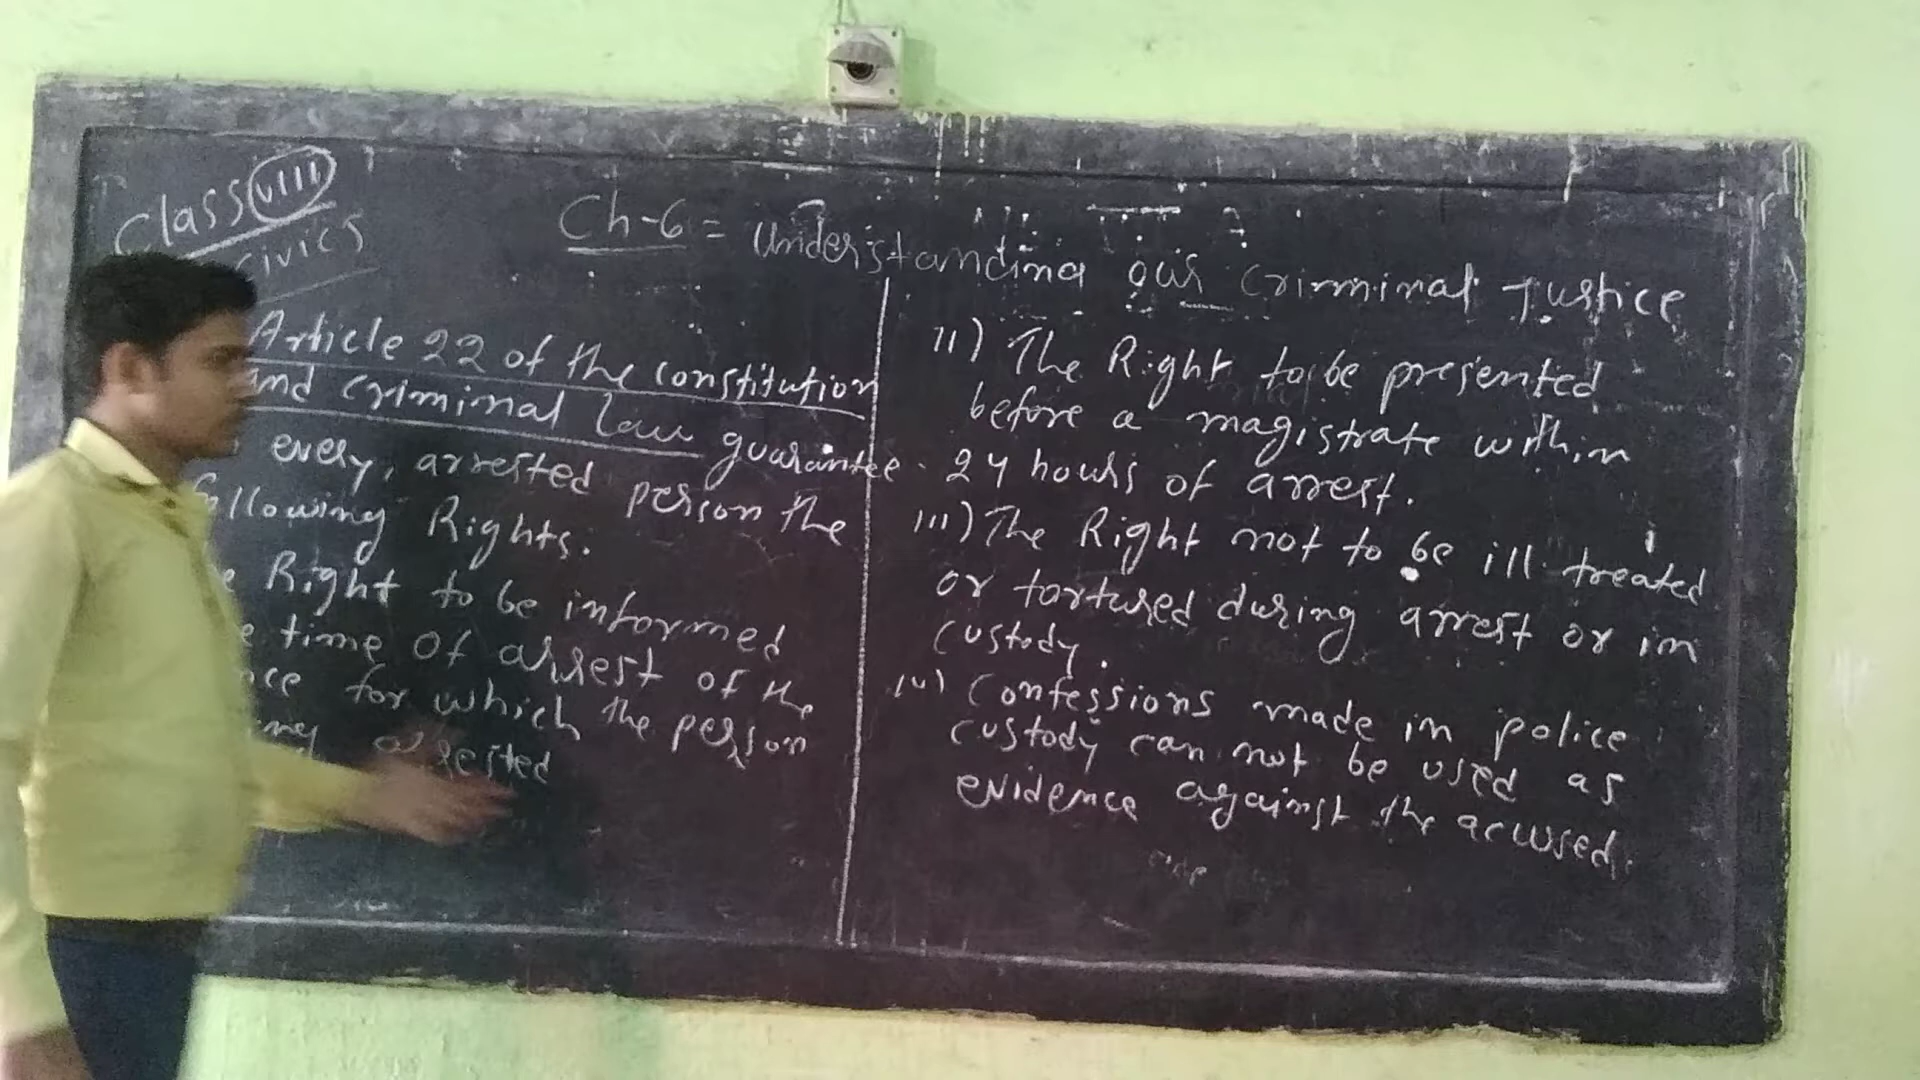 Class VIII
Civics
Ch-6 = Understanding our Criminal Justice
Article 22 of the constitution
and criminal Law guarantee
every, arrested person the
following Rights.
Right to be informed
time of arrest of the
for which the person
arrested
II) The Right to be presented
before a magistrate within
24 hours of arrest.
III) The Right not to be ill treated
or tortured during arrest or in
custody.
IV) Confessions made in police
custody can not be used as
evidence against the acused.